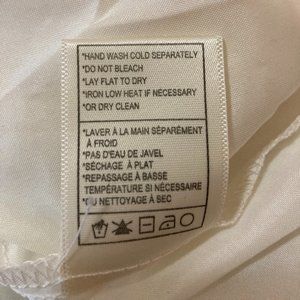 *HAND WASH COLD SEPARATELY
*DO NOT BLEACH
*LAY FLAT TO DRY
*IRON LOW HEAT IF NECESSARY
*OR DRY CLEAN
*LAVER À LA MAIN SÉPARÉMENT
À FROID
*PAS D'EAU DE JAVEL
*SÉCHAGE À PLAT
*REPASSAGE À BASSE
TEMPÉRATURE SI NÉCESSAIRE
*OU NETTOYAGE À SEC